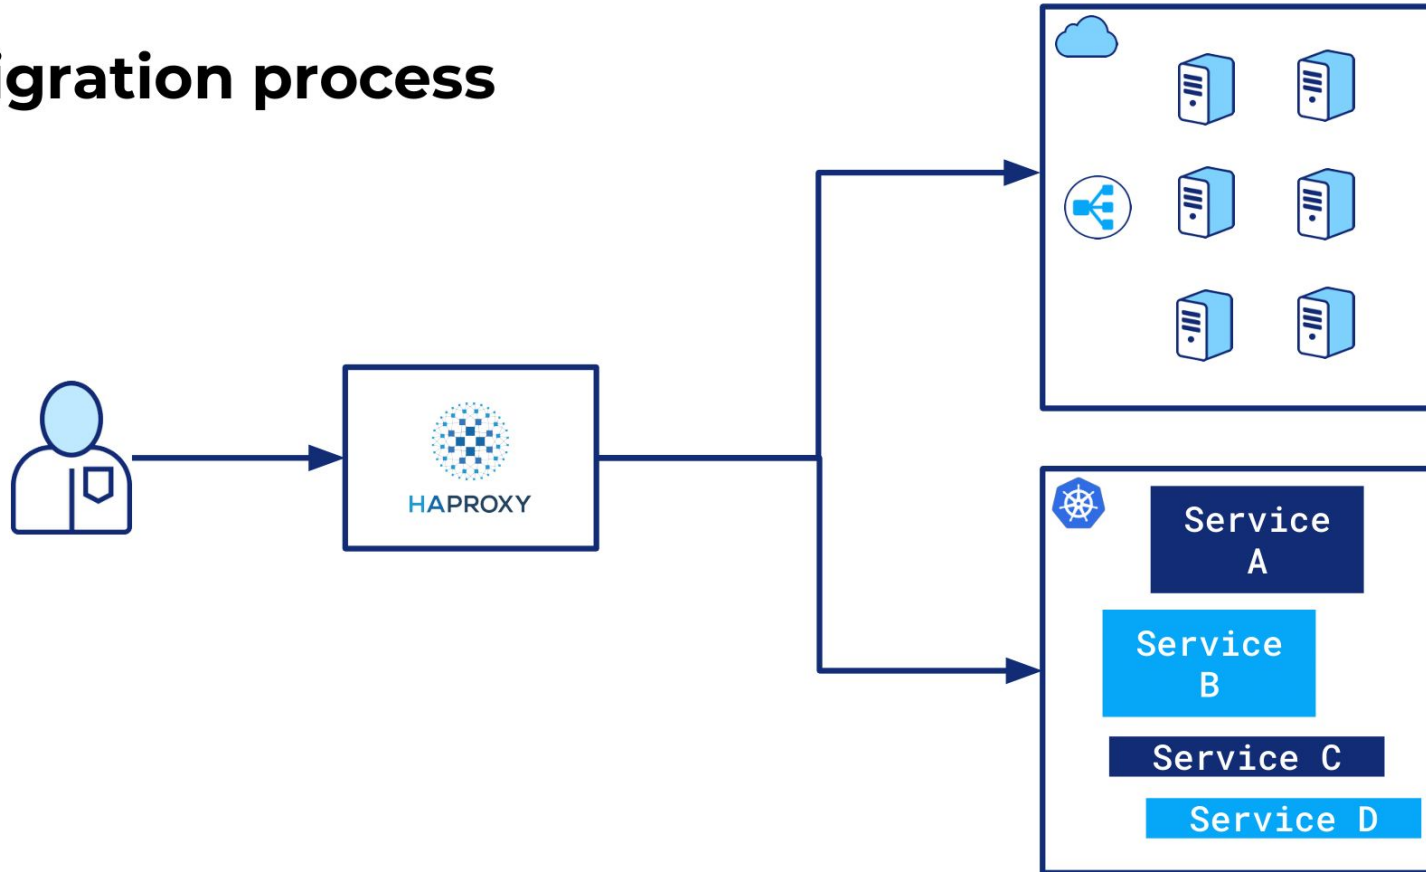 igration process
HAPROXY
Service
A
Service
B
Service C
Service D